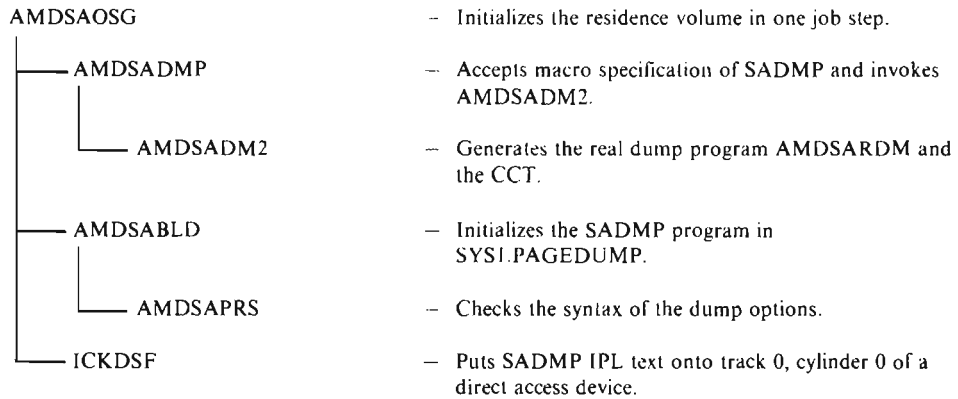 AMDSAOSG – Initializes the residence volume in one job step.
AMDSADMP – Accepts macro specification of SADMP and invokes
AMDSADM2.
AMDSADM2 – Generates the real dump program AMDSARDM and
the CCT.
AMDSABLD – Initializes the SADMP program in
SYS1.PAGEDUMP.
AMDSAPRS – Checks the syntax of the dump options.
ICKDSF – Puts SADMP IPL text onto track 0, cylinder 0 of a
direct access device.